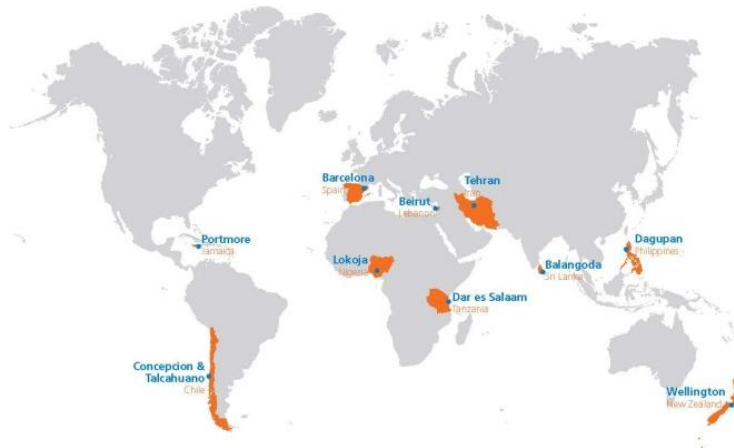 Barcelona
Spain
Tehran
Iran
Beirut
Lebanon
Portmore
Jamaica
Dagupan
Philippines
Lokoja
Nigeria
Balangoda
Sri Lanka
Dar es Salaam
Tanzania
Concepcion &
Talcahuano
Chile
Wellington
New Zealand